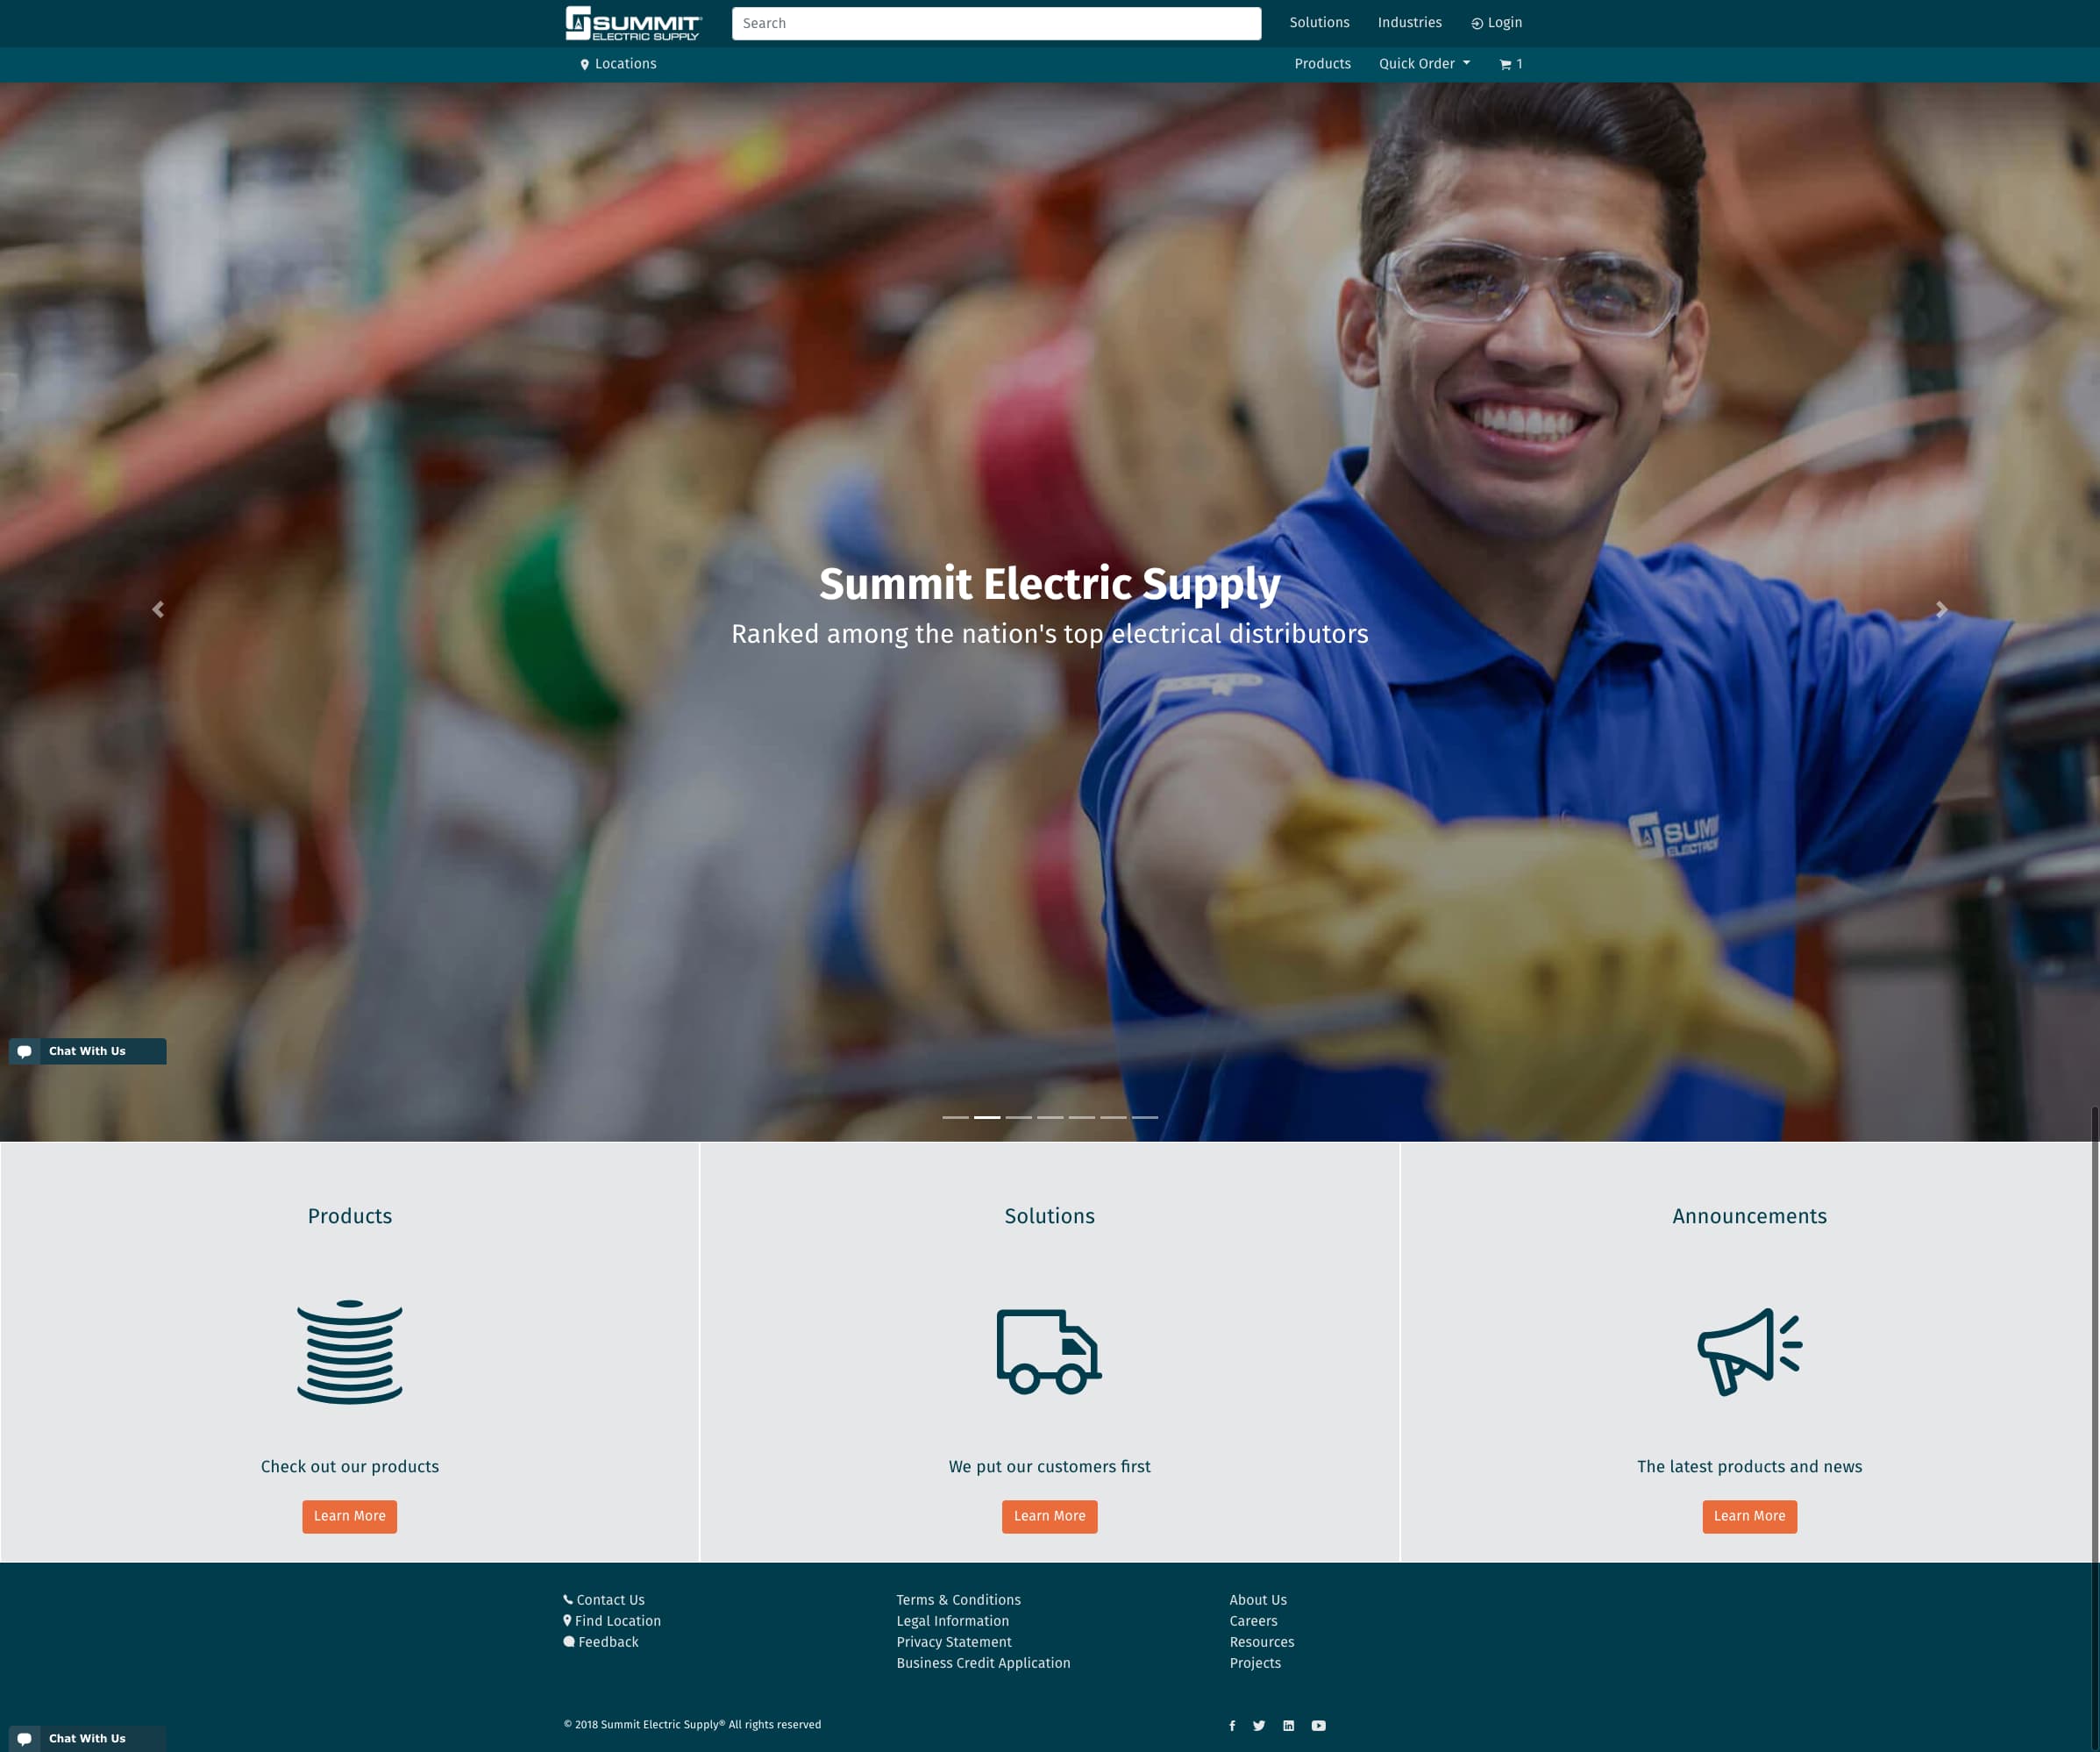 SUMMIT
ELECTRIC SUPPLY
Search
Solutions
Industries
Login
Locations
Products
Quick Order
1
Summit Electric Supply
Ranked among the nation's top electrical distributors
SUMM
ELECTRIC
Chat With Us
Products
Solutions
Announcements
Check out our products
We put our customers first
The latest products and news
Learn More
Learn More
Learn More
Contact Us
Find Location
Feedback
Terms & Conditions
Legal Information
Privacy Statement
Business Credit Application
About Us
Careers
Resources
Projects
© 2018 Summit Electric Supply® All rights reserved
Chat With Us